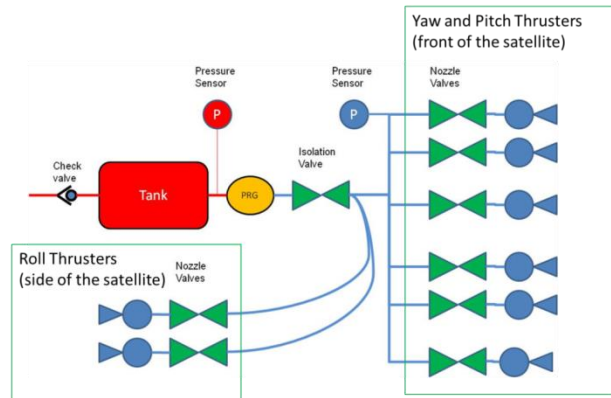 Yaw and Pitch Thrusters
(front of the satellite)
Pressure
Sensor
Pressure
Sensor
Nozzle
Valves
P
P
Isolation
Valve
Check
valve
Tank
PRG
Roll Thrusters
(side of the satellite)
Nozzle
Valves